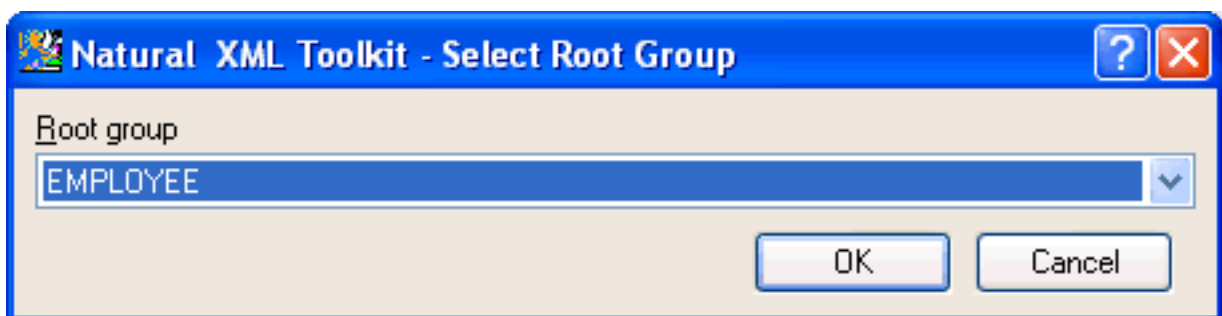 Natural XML Toolkit - Select Root Group
?
Root group
EMPLOYEE
OK Cancel